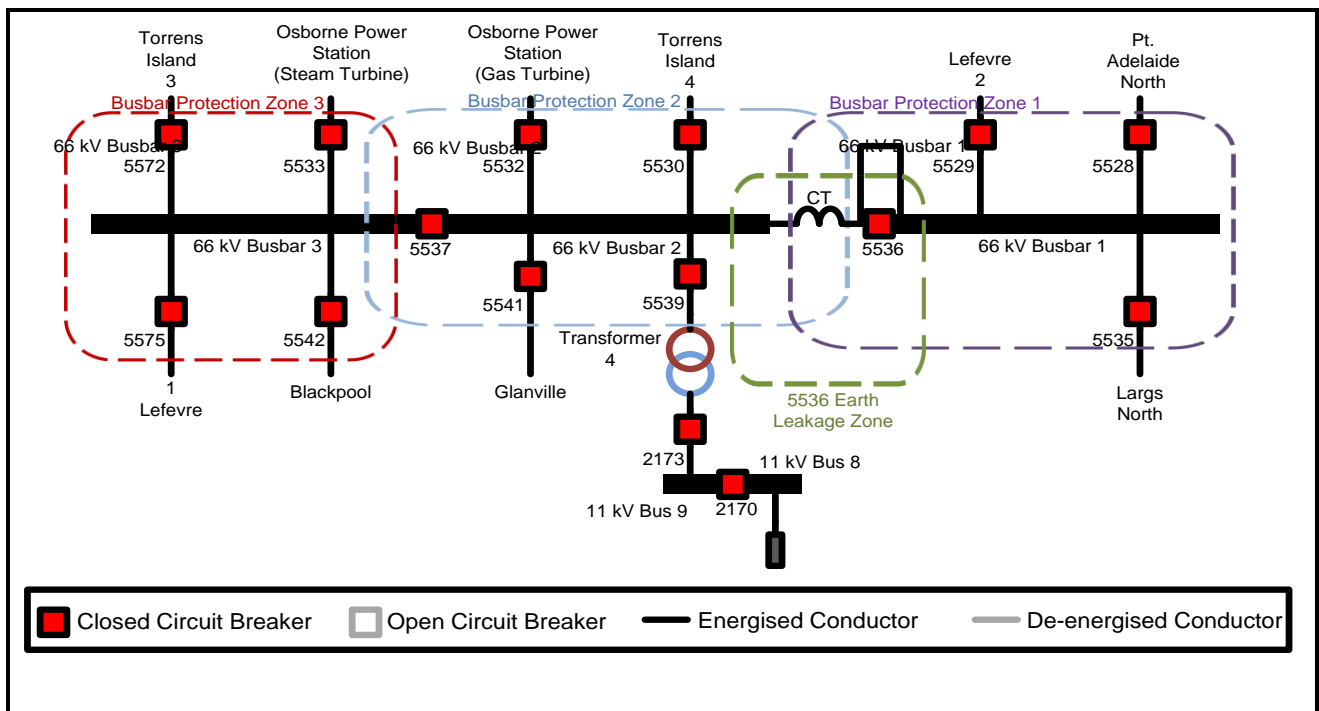 Torrens
Island
3
Osborne Power
Station
(Steam Turbine)
Osborne Power
Station
(Gas Turbine)
Torrens
Island
4
Lefevre
2
Pt.
Adelaide
North
Busbar Protection Zone 3
Busbar Protection Zone 2
Busbar Protection Zone 1
66 kV Busbar 3
5572
5533
66 kV Busbar 2
5532
5530
66 kV Busbar 1
5529
5528
CT
66 kV Busbar 3
5537
66 kV Busbar 2
5536
66 kV Busbar 1
5575
5542
5541
5539
5535
Transformer
4
1
Lefevre
Blackpool
Glanville
5536 Earth
Leakage Zone
Largs
North
2173
11 kV Bus 8
11 kV Bus 9
2170
Closed Circuit Breaker
Open Circuit Breaker
Energised Conductor
De-energised Conductor